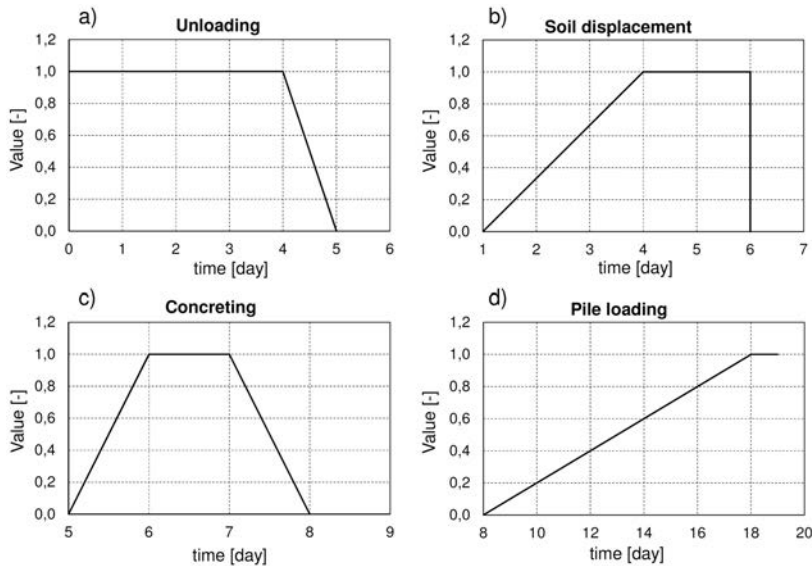 a)
Unloading
1,2
1,0
0,8
0,6
0,4
0,2
0,0
Value [-]
0 1 2 3 4 5 6
time [day]
b)
Soil displacement
1,2
1,0
0,8
0,6
0,4
0,2
0,0
Value [-]
1 2 3 4 5 6 7
time [day]
c)
Concreting
1,2
1,0
0,8
0,6
0,4
0,2
0,0
Value [-]
5 6 7 8 9
time [day]
d)
Pile loading
1,2
1,0
0,8
0,6
0,4
0,2
0,0
Value [-]
8 10 12 14 16 18 20
time [day]